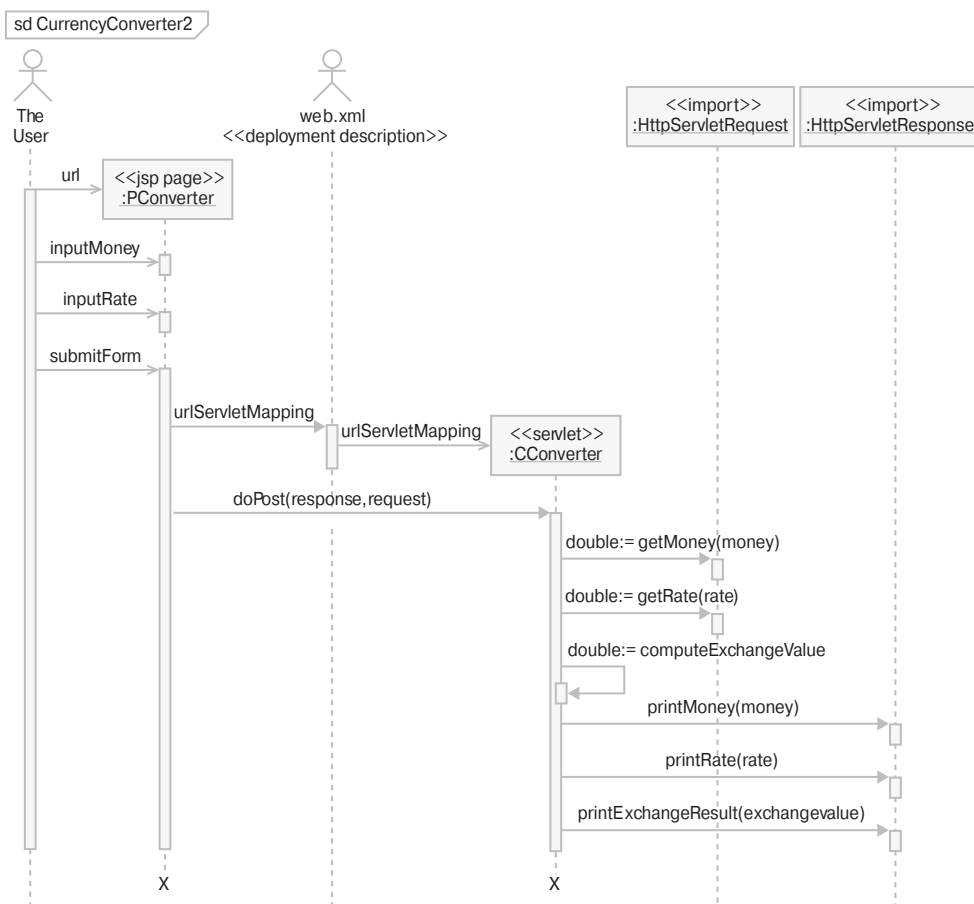 sd CurrencyConverter2
The
User
web.xml
<<deployment description>>
<<import>>
:HttpServletRequest
<<import>>
:HttpServletResponse
url
<<jsp page>>
:PConverter
inputMoney
inputRate
submitForm
urlServletMapping
urlServletMapping
<<servlet>>
:CConverter
doPost(response,request)
double:= getMoney(money)
double:= getRate(rate)
double:= computeExchangeValue
printMoney(money)
printRate(rate)
printExchangeResult(exchangevalue)
X
X